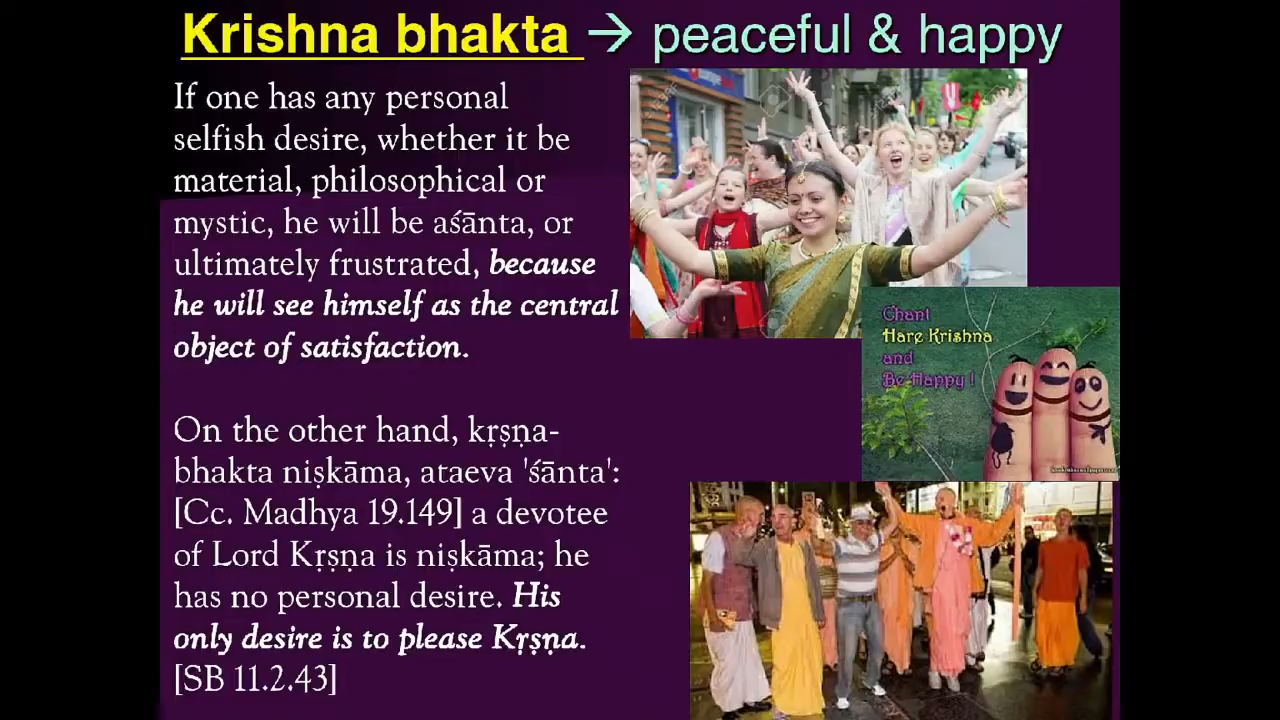 Krishna bhakta → peaceful & happy
If one has any personal
selfish desire, whether it be
material, philosophical or
mystic, he will be aśānta, or
ultimately frustrated, because
he will see himself as the central
object of satisfaction.
On the other hand, kṛṣṇa-
bhakta niṣkāma, ataeva 'śānta':
[Cc. Madhya 19.149] a devotee
of Lord Kṛṣṇa is niṣkāma; he
has no personal desire. His
only desire is to please Kṛṣṇa.
[SB 11.2.43]
Chant
Hare Krishna
and
Be Happy !